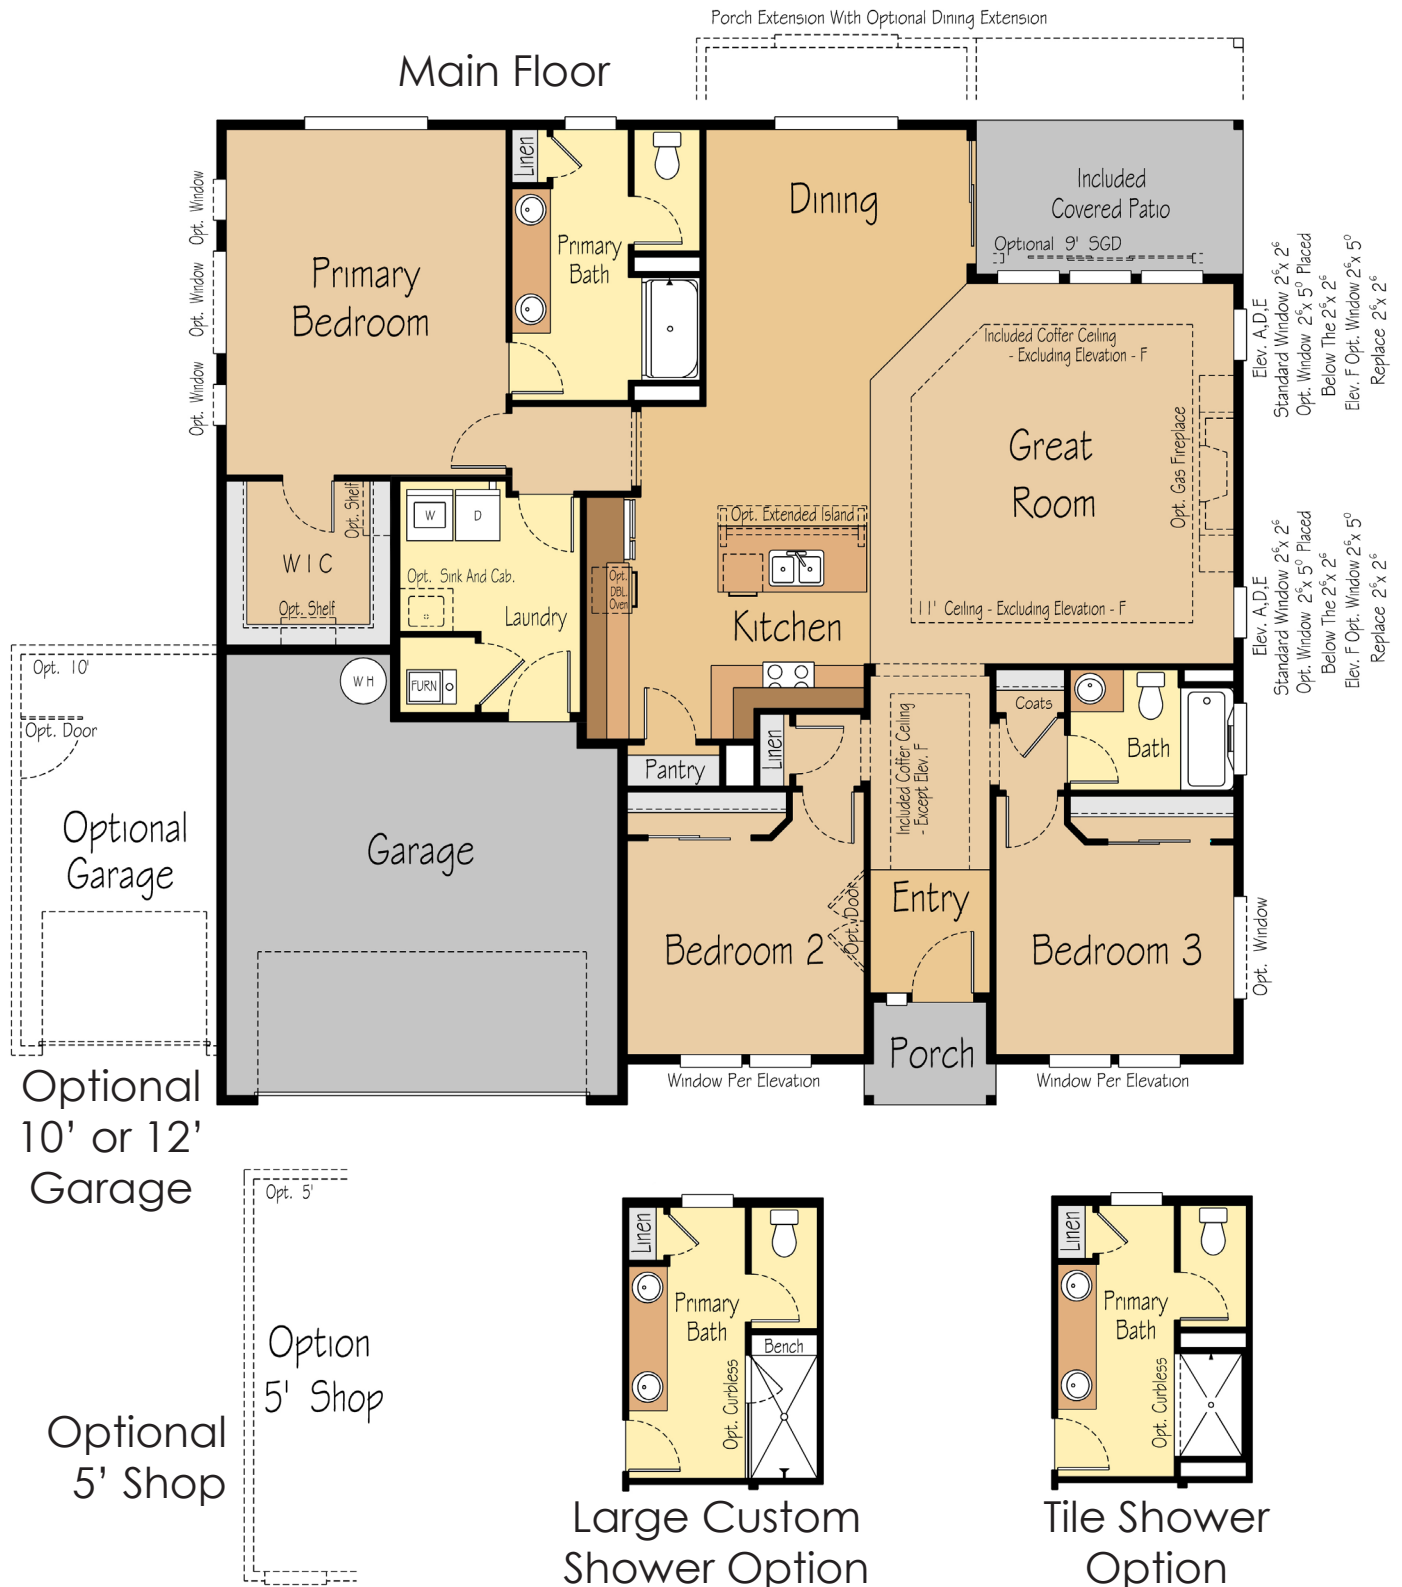 Porch Extension With Optional Dining Extension
Main Floor
Linen
Dining
Included
Covered Patio
Optional 9' SGD
Primary
Bath
Primary
Bedroom
Opt. Window
Opt. Window
Opt. Window
Elev. A,D,E
Standard Window 2⁶x 2⁶
Opt. Window 2⁶x 5⁰ Placed
Below The 2⁶x 2⁶
Elev. F Opt. Window 2⁶x 5⁰
Replace 2⁶x 2⁶
Included Coffer Ceiling
- Excluding Elevation - F
Great
Room
Opt. Gas Fireplace
11' Ceiling - Excluding Elevation - F
Elev. A,D,E
Standard Window 2⁶x 2⁶
Opt. Window 2⁶x 5⁰ Placed
Below The 2⁶x 2⁶
Elev. F Opt. Window 2⁶x 5⁰
Replace 2⁶x 2⁶
Opt. Shelf
WIC
Opt. Shelf
W
D
Opt. Sink And Cab.
Laundry
FURN
WH
Opt. Extended Island
Opt.
DBL.
Oven
Kitchen
Pantry
Linen
Included Coffer Ceiling
- Except Elev. F
Coats
Bath
Opt. 10'
Opt. Door
Optional
Garage
Garage
Bedroom 2
Opt. Door
Entry
Bedroom 3
Opt. Window
Porch
Window Per Elevation
Window Per Elevation
Optional
10' or 12'
Garage
Opt. 5'
Option
5' Shop
Optional
5' Shop
Linen
Primary
Bath
Bench
Opt. Curbless
Large Custom
Shower Option
Linen
Primary
Bath
Opt. Curbless
Tile Shower
Option